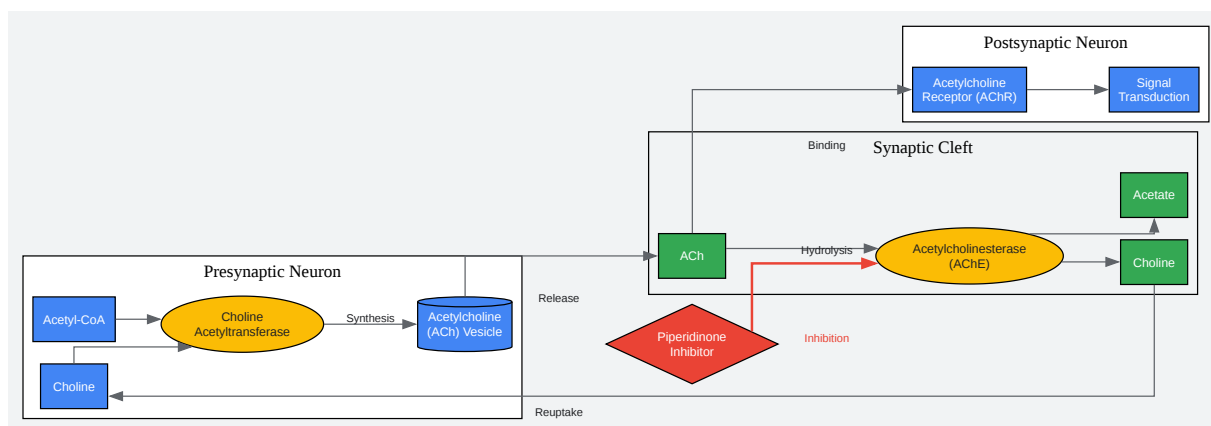 Postsynaptic Neuron
Acetylcholine
Receptor (AChR)
Signal
Transduction
Binding
Synaptic Cleft
Acetate
ACh
Hydrolysis
Acetylcholinesterase
(AChE)
Choline
Presynaptic Neuron
Release
Acetyl-CoA
Choline
Acetyltransferase
Synthesis
Acetylcholine
(ACh) Vesicle
Piperidinone
Inhibitor
Inhibition
Choline
Reuptake